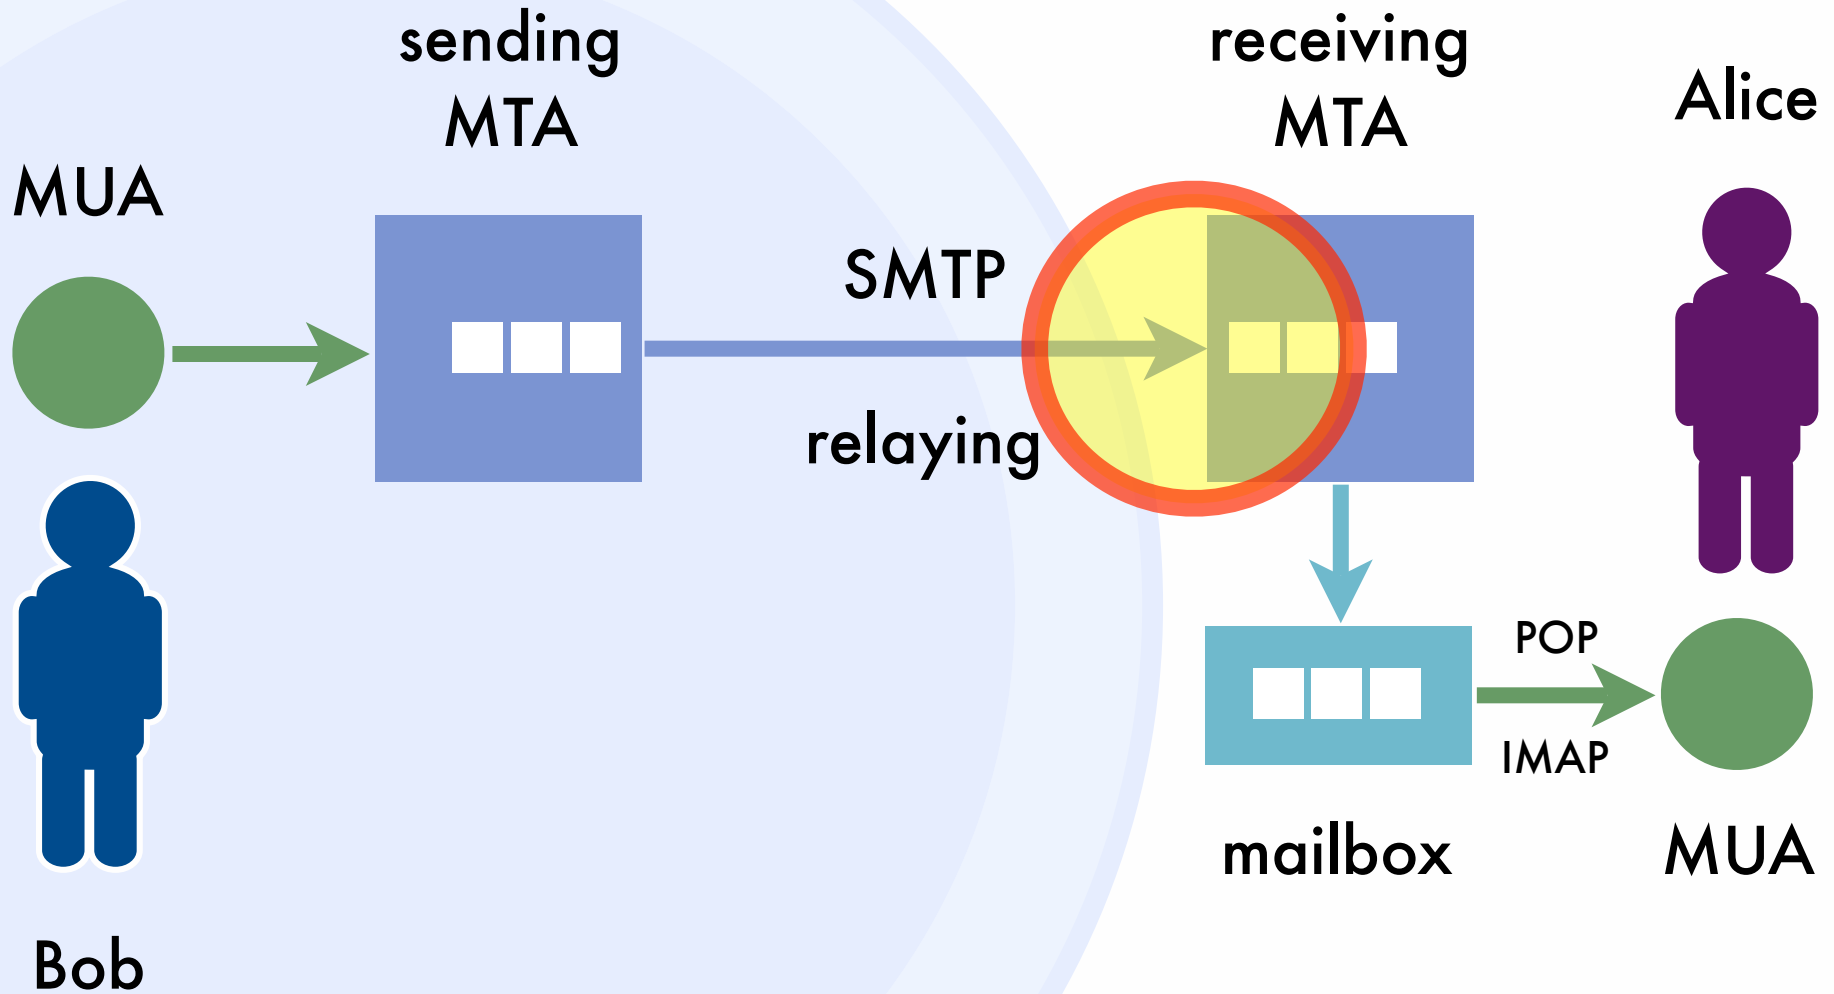 sending
MTA
receiving
MTA
Alice
MUA
SMTP
relaying
POP
IMAP
mailbox
MUA
Bob